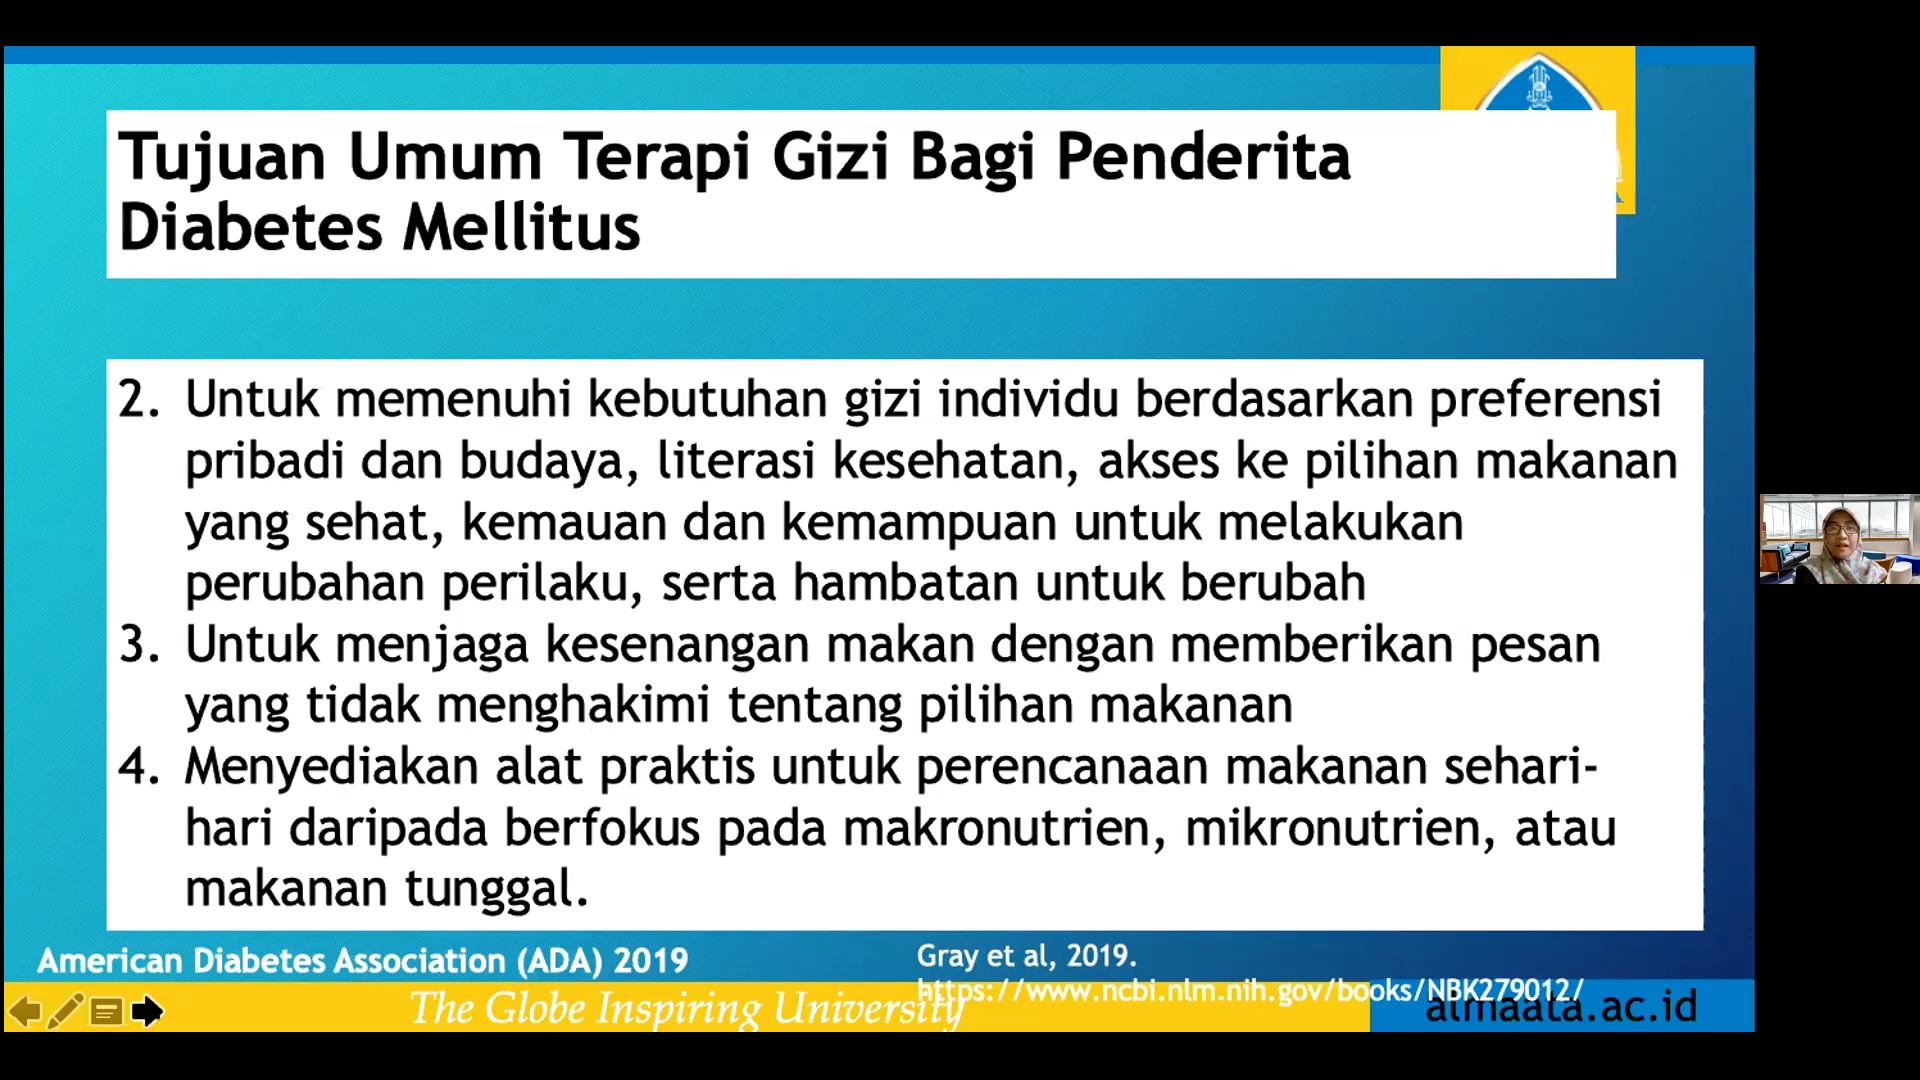 Tujuan Umum Terapi Gizi Bagi Penderita
Diabetes Mellitus
2. Untuk memenuhi kebutuhan gizi individu berdasarkan preferensi
pribadi dan budaya, literasi kesehatan, akses ke pilihan makanan
yang sehat, kemauan dan kemampuan untuk melakukan
perubahan perilaku, serta hambatan untuk berubah
3. Untuk menjaga kesenangan makan dengan memberikan pesan
yang tidak menghakimi tentang pilihan makanan
4. Menyediakan alat praktis untuk perencanaan makanan sehari-
hari daripada berfokus pada makronutrien, mikronutrien, atau
makanan tunggal.
American Diabetes Association (ADA) 2019
Gray et al, 2019.
https://www.ncbi.nlm.nih.gov/books/NBK279012/
The Globe Inspiring University
almaata.ac.id